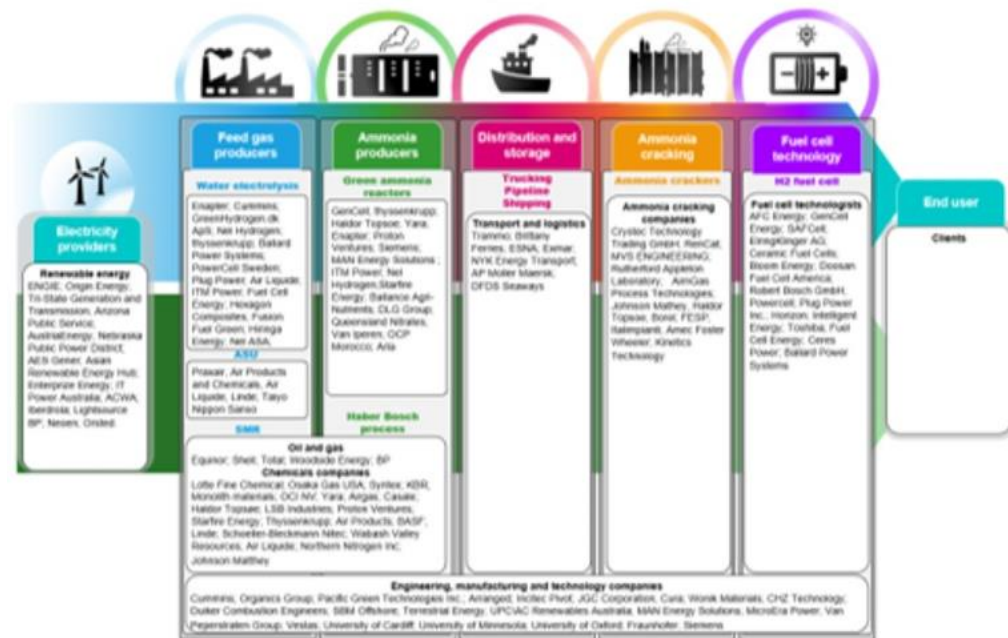 Feed gas
producers
Ammonia
producers
Distribution and
storage
Ammonia
cracking
Fuel cell
technology
Electricity
providers
Renewable energy
ENGIE; Origin Energy;
Tri-State Generation and
Transmission; Arizona
Public Service;
AustriaEnergy; Nebraska
Public Power District;
AES Gener; Asian
Renewable Energy Hub;
Enterprize Energy; IT
Power Australia; ACWA;
Iberdrola; Lightsource
BP; Neoen; Orsted
Water electrolysis
Enapter; Cummins;
GreenHydrogen.dk
ApS; Nel Hydrogen;
thyssenkrupp; Ballard
Power Systems;
PowerCell Sweden;
Plug Power; Air Liquide;
ITM Power; Fuel Cell
Energy; Hexagon
Composites; Fusion
Fuel Green; Hiringa
Energy; Nel ASA,
ASU
Praxair, Air Products
and Chemicals, Air
Liquide, Linde, Taiyo
Nippon Sanso
SMR
Green ammonia
reactors
GenCell; thyssenkrupp;
Haldor Topsoe; Yara;
Enapter; Proton
Ventures; Siemens;
MAN Energy Solutions ;
ITM Power; Nel
Hydrogen;Starfire
Energy; Ballance Agri-
Nutrients; DLG Group;
Queensland Nitrates;
Van Iperen; OCP
Morocco; Arla
Haber Bosch
process
Oil and gas
Equinor; Shell; Total; Woodside Energy; BP
Chemicals companies
Lotte Fine Chemical; Osaka Gas USA; Syntex; KBR;
Monolith materials; OCI NV; Yara; Airgas, Casale;
Haldor Topsoe; LSB Industries; Proton Ventures;
Starfire Energy; Thyssenkrupp; Air Products, BASF;
Linde; Schoeller-Bleckmann Nitec; Wabash Valley
Resources, Air Liquide; Northern Nitrogen Inc;
Johnson Matthey
Trucking
Pipeline
Shipping
Transport and logistics
Trammo; Brittany
Ferries; ESNA; Exmar;
NYK Energy Transport;
AP Moller Maersk;
DFDS Seaways
Ammonia crackers
Ammonia cracking
companies
Crystec Technology
Trading GmbH; RenCat;
MVS ENGINEERING;
Rutherford Appleton
Laboratory; AmGas
Process Technologies;
Johnson Mathey; Haldor
Topsoe; Borel; FESP;
Italimpianti; Amec Foster
Wheeler; Kinetics
Technology
H2 fuel cell
Fuel cell technologists
AFC Energy; GenCell
Energy; SAFCell;
ElringKlinger AG;
Ceramic Fuel Cells;
Bloom Energy; Doosan
Fuel Cell America;
Robert Bosch GmbH;
Powercell; Plug Power
Inc.; Horizon; Intelligent
Energy; Toshiba; Fuel
Cell Energy; Ceres
Power; Ballard Power
Systems
End user
Clients
Engineering, manufacturing and technology companies
Cummins; Organics Group; Pacific Green Technologies Inc.; Arranged; Inoltec Pivot; JGC Corporation; Cura; Wonik Materials; CHZ Technology;
Duiker Combustion Engineers; SBM Offshore; Terrestrial Energy; UPC\AC Renewables Australia; MAN Energy Solutions; MicroEra Power; Van
Peperstraten Group; Vestas; University of Cardiff; University of Minnesota; University of Oxford; Fraunhofer; Siemens